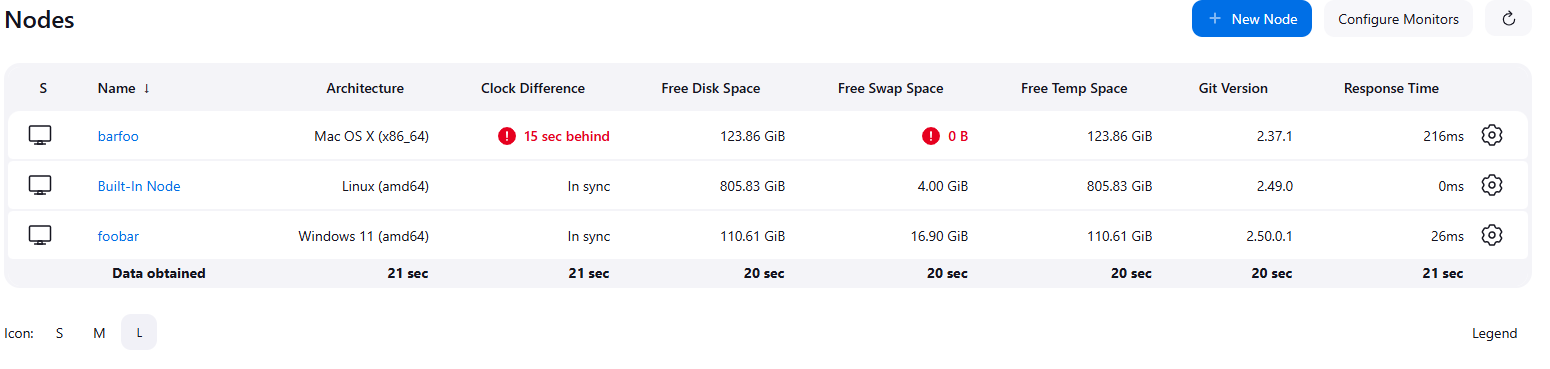 Nodes
+ New Node Configure Monitors
S Name ↓ Architecture Clock Difference Free Disk Space Free Swap Space Free Temp Space Git Version Response Time
barfoo Mac OS X (x86_64) ! 15 sec behind 123.86 GiB ! 0 B 123.86 GiB 2.37.1 216ms
Built-In Node Linux (amd64) In sync 805.83 GiB 4.00 GiB 805.83 GiB 2.49.0 0ms
foobar Windows 11 (amd64) In sync 110.61 GiB 16.90 GiB 110.61 GiB 2.50.0.1 26ms
Data obtained 21 sec 21 sec 20 sec 20 sec 20 sec 20 sec 21 sec
Icon: S M L Legend